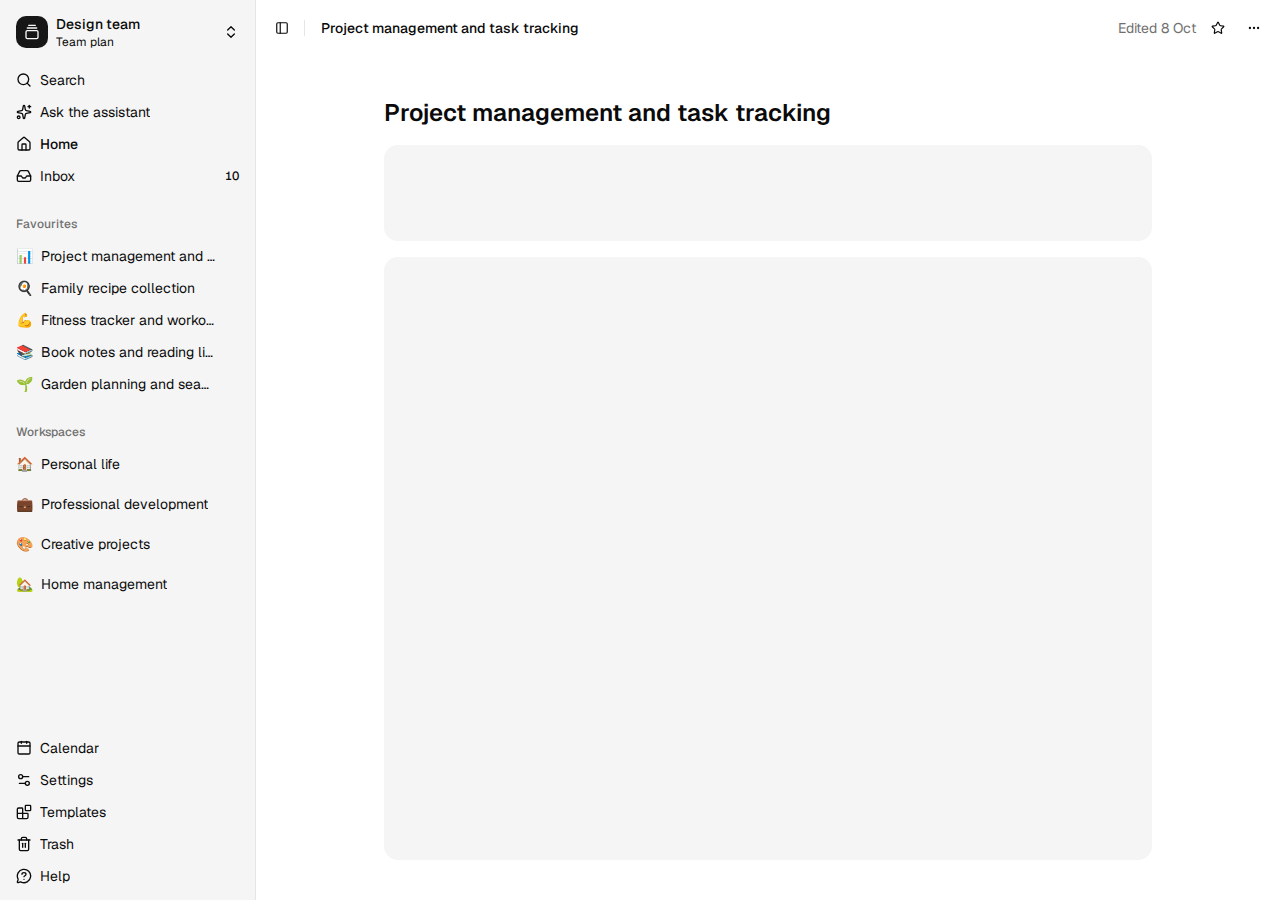 Design team
Team plan
Search
Ask the assistant
Home
Inbox 10
Favourites
Project management and ...
Family recipe collection
Fitness tracker and worko...
Book notes and reading li...
Garden planning and sea...
Workspaces
Personal life
Professional development
Creative projects
Home management
Calendar
Settings
Templates
Trash
Help
Project management and task tracking
Edited 8 Oct
Project management and task tracking